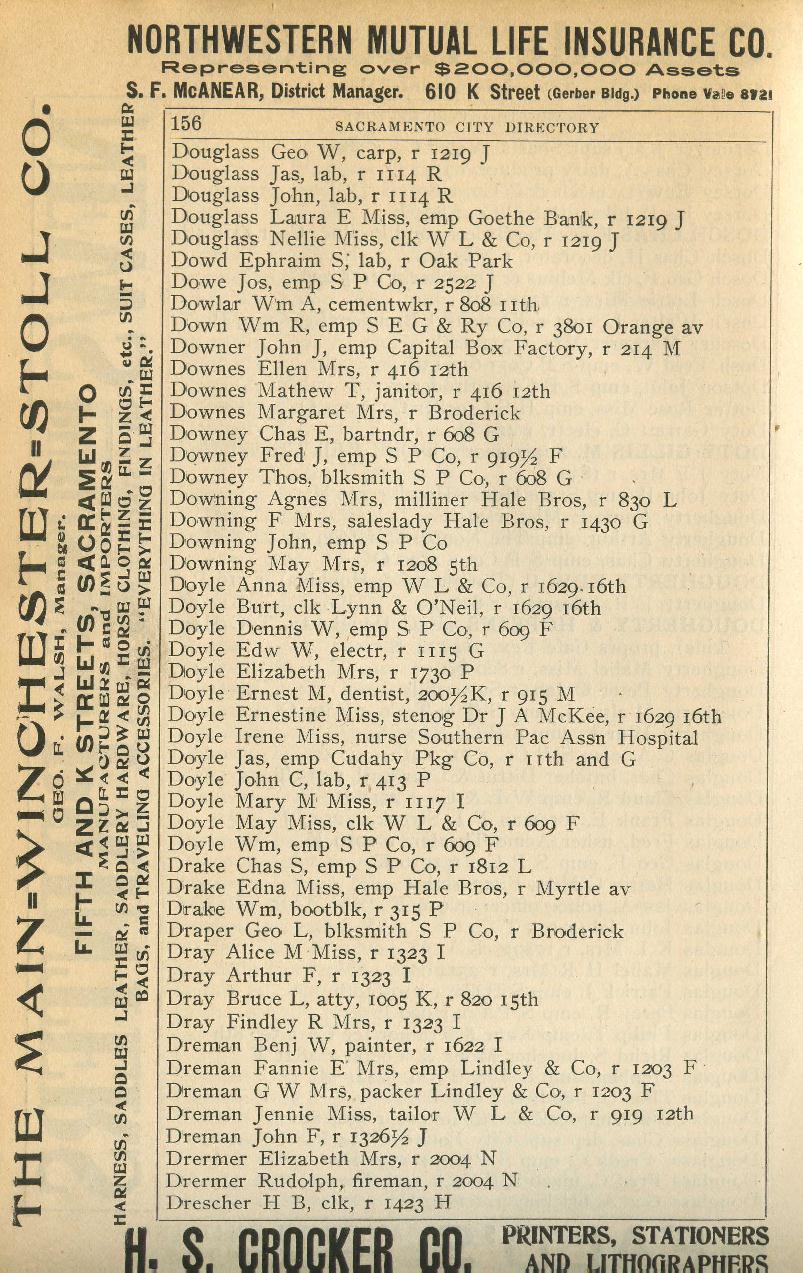 NORTHWESTERN MUTUAL LIFE INSURANCE CO.
Representing over $200,000,000 Assets
S. F. McANEAR, District Manager. 610 K Street (Gerber Bldg.) Phone Vale 8921
THE MAIN=WINCHESTER=STOLL CO.
GEO. F. WALSH, Manager.
FIFTH AND K STREETS, SACRAMENTO
MANUFACTURERS and IMPORTERS
HARNESS, SADDLES LEATHER, SADDLERY HARDWARE, HORSE CLOTHING, FINDINGS, etc., SUIT CASES, LEATHER
BAGS, and TRAVELING ACCESSORIES. "EVERYTHING IN LEATHER."
156 SACRAMENTO CITY DIRECTORY
Douglass Geo W, carp, r 1219 J
Douglass Jas, lab, r 1114 R
Douglass John, lab, r 1114 R
Douglass Laura E Miss, emp Goethe Bank, r 1219 J
Douglass Nellie Miss, clk W L & Co, r 1219 J
Dowd Ephraim S, lab, r Oak Park
Dowe Jos, emp S P Co, r 2522 J
Dowlar Wm A, cementwkr, r 808 11th
Down Wm R, emp S E G & Ry Co, r 3801 Orange av
Downer John J, emp Capital Box Factory, r 214 M
Downes Ellen Mrs, r 416 12th
Downes Mathew T, janitor, r 416 12th
Downes Margaret Mrs, r Broderick
Downey Chas E, bartndr, r 608 G
Downey Fred J, emp S P Co, r 919½ F
Downey Thos, blksmith S P Co, r 608 G
Downing Agnes Mrs, milliner Hale Bros, r 830 L
Downing F Mrs, saleslady Hale Bros, r 1430 G
Downing John, emp S P Co
Downing May Mrs, r 1208 5th
Doyle Anna Miss, emp W L & Co, r 1629 16th
Doyle Burt, clk Lynn & O'Neil, r 1629 16th
Doyle Dennis W, emp S P Co, r 609 F
Doyle Edw W, electr, r 1115 G
Doyle Elizabeth Mrs, r 1730 P
Doyle Ernest M, dentist, 200½K, r 915 M
Doyle Ernestine Miss, stenog Dr J A McKee, r 1629 16th
Doyle Irene Miss, nurse Southern Pac Assn Hospital
Doyle Jas, emp Cudahy Pkg Co, r 11th and G
Doyle John C, lab, r 413 P
Doyle Mary M Miss, r 1117 I
Doyle May Miss, clk W L & Co, r 609 F
Doyle Wm, emp S P Co, r 609 F
Drake Chas S, emp S P Co, r 1812 L
Drake Edna Miss, emp Hale Bros, r Myrtle av
Drake Wm, bootblk, r 315 P
Draper Geo L, blksmith S P Co, r Broderick
Dray Alice M Miss, r 1323 I
Dray Arthur F, r 1323 I
Dray Bruce L, atty, 1005 K, r 820 15th
Dray Findley R Mrs, r 1323 I
Dreman Benj W, painter, r 1622 I
Dreman Fannie E Mrs, emp Lindley & Co, r 1203 F
Dreman G W Mrs, packer Lindley & Co, r 1203 F
Dreman Jennie Miss, tailor W L & Co, r 919 12th
Dreman John F, r 1326½ J
Drermer Elizabeth Mrs, r 2004 N
Drermer Rudolph, fireman, r 2004 N
Drescher H B, clk, r 1423 H
H. S. CROCKER CO. PRINTERS, STATIONERS
AND LITHOGRAPHERS